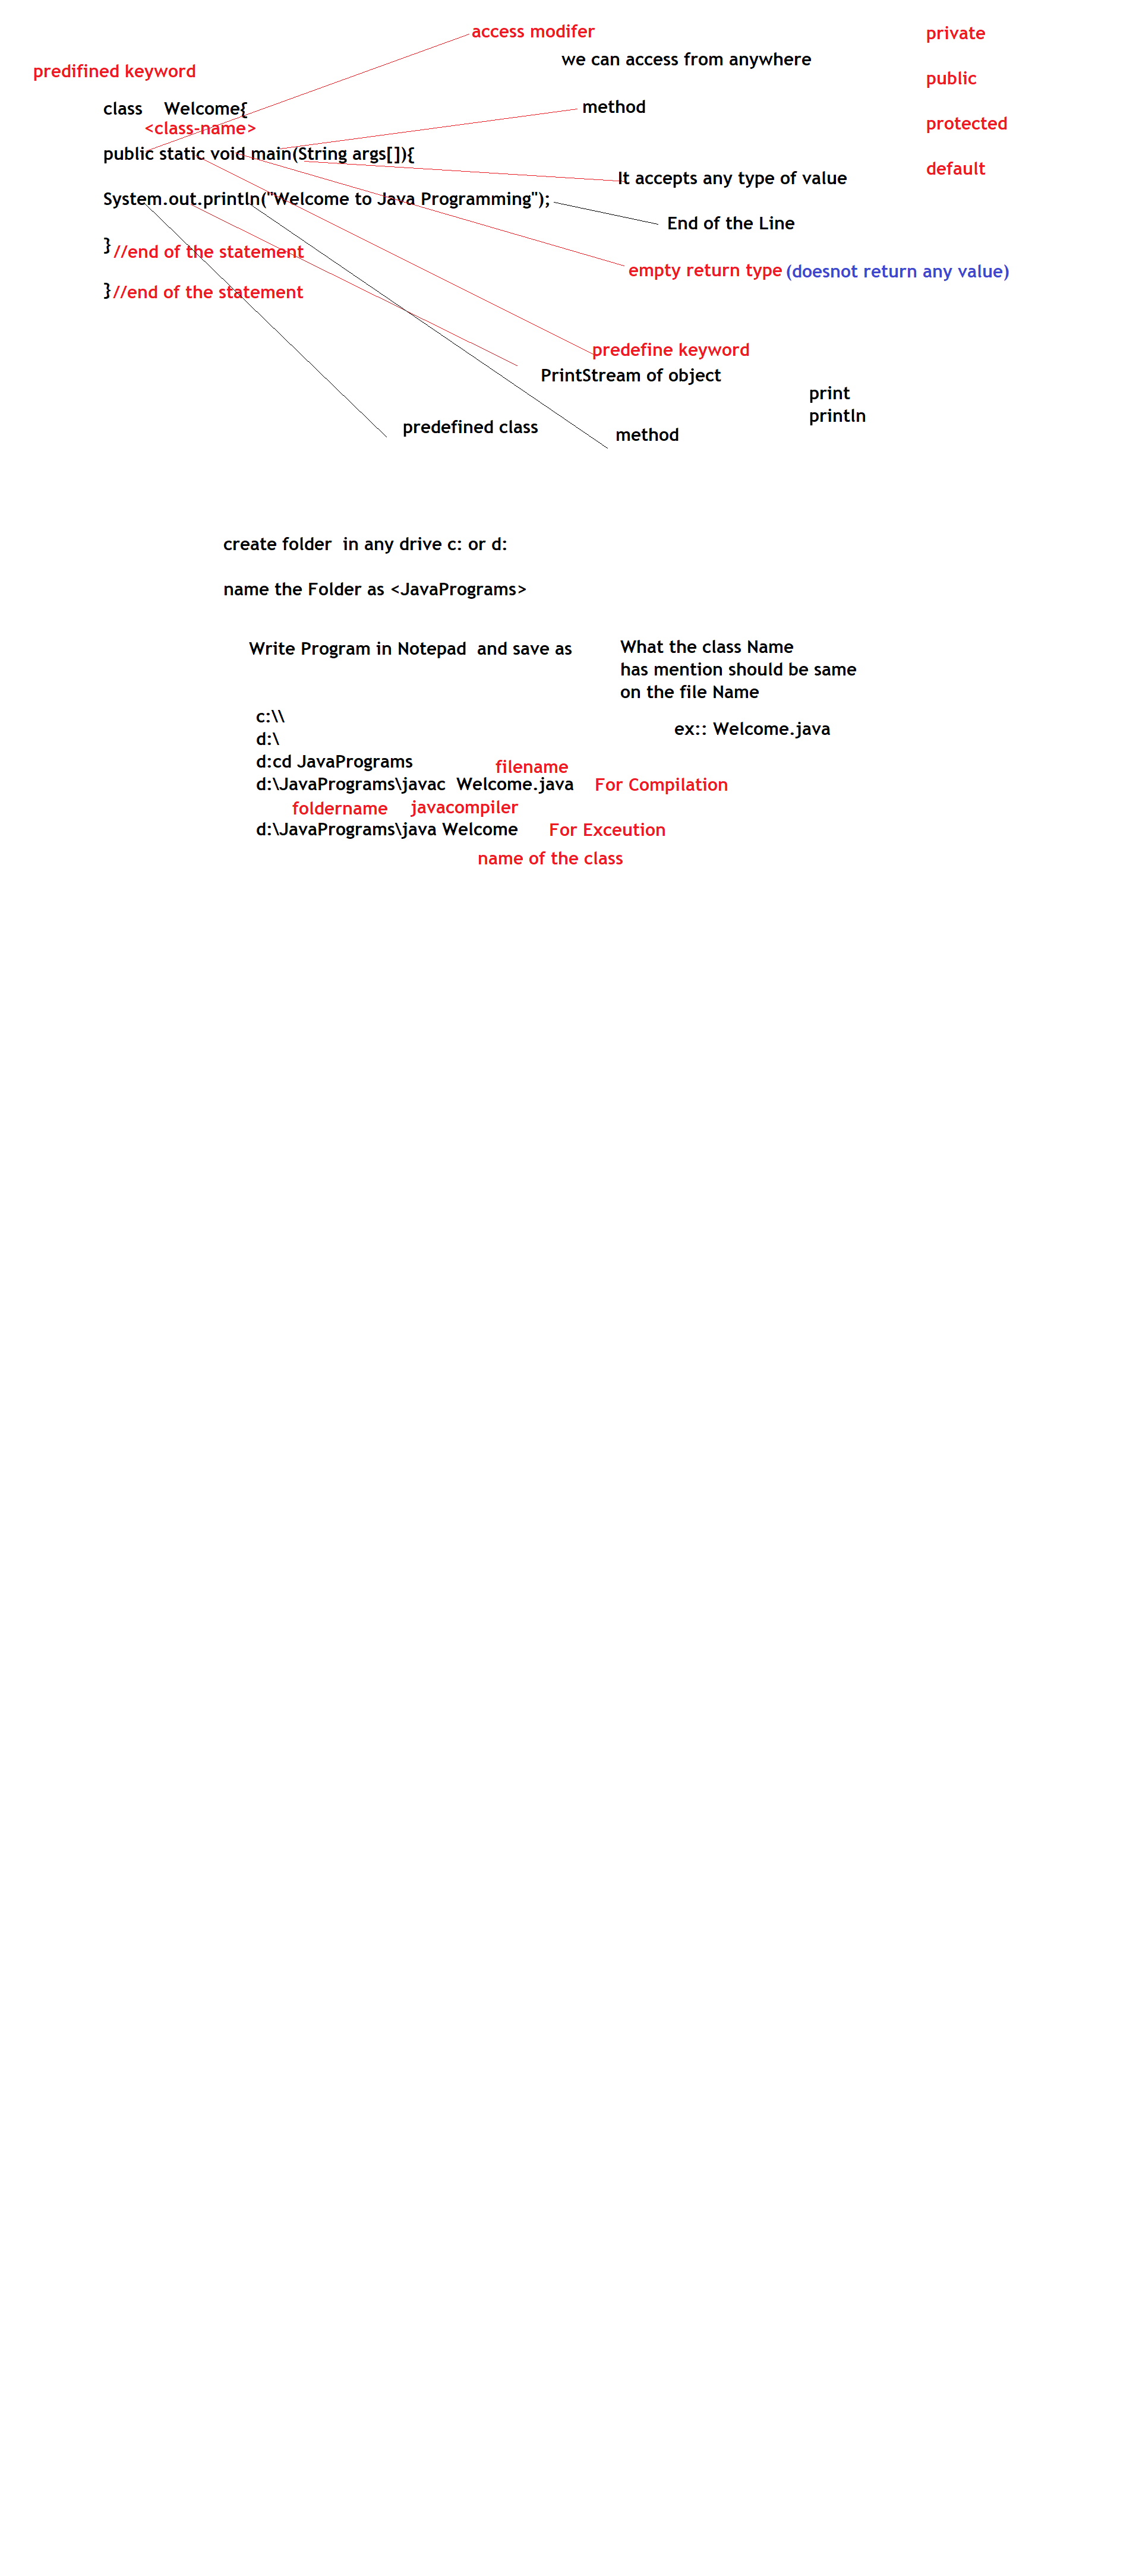 access modifer
private
we can access from anywhere
predifined keyword
public
class    Welcome{
method
<class-name>
protected
public static void main(String args[]){
default
It accepts any type of value
System.out.println("Welcome to Java Programming");
End of the Line
}//end of the statement
empty return type (doesnot return any value)
}//end of the statement
predefine keyword
PrintStream of object
print
println
predefined class
method
create folder  in any drive c: or d:
name the Folder as <JavaPrograms>
Write Program in Notepad  and save as
What the class Name
has mention should be same
on the file Name
c:\\
ex:: Welcome.java
d:\
d:cd JavaPrograms
filename
d:\JavaPrograms\javac  Welcome.java
For Compilation
foldername
javacompiler
d:\JavaPrograms\java Welcome
For Exceution
name of the class